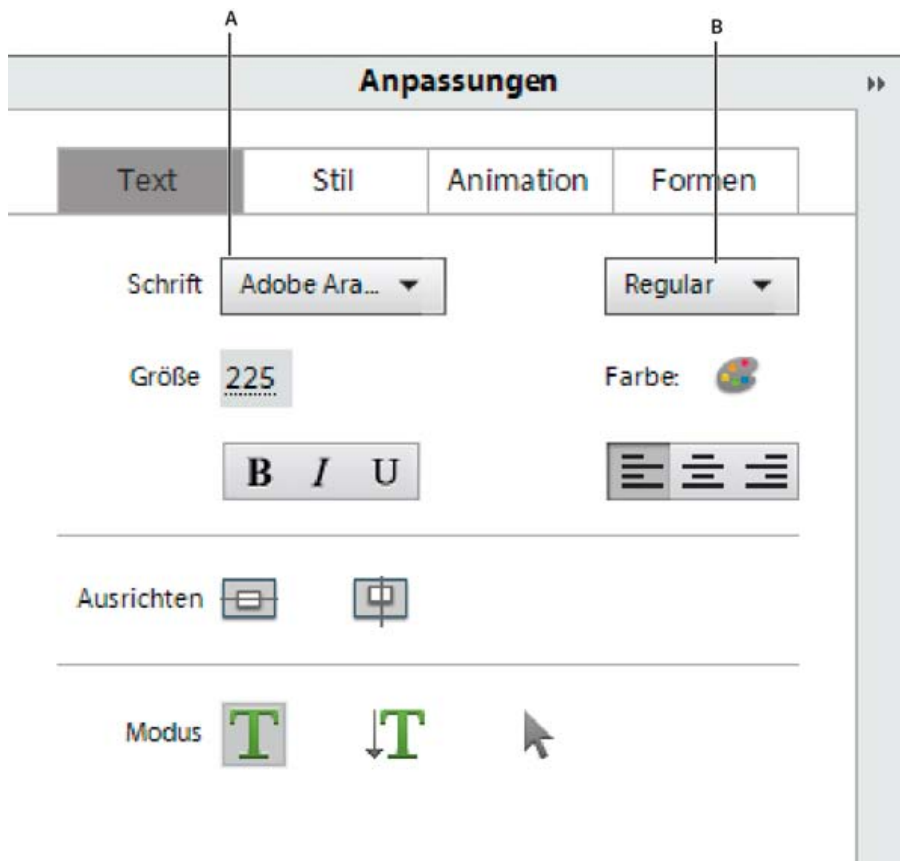 A
B
Anpassungen
Text Stil Animation Formen
Schrift Adobe Ara... Regular
Größe 225 Farbe:
B I U
Ausrichten
Modus T T